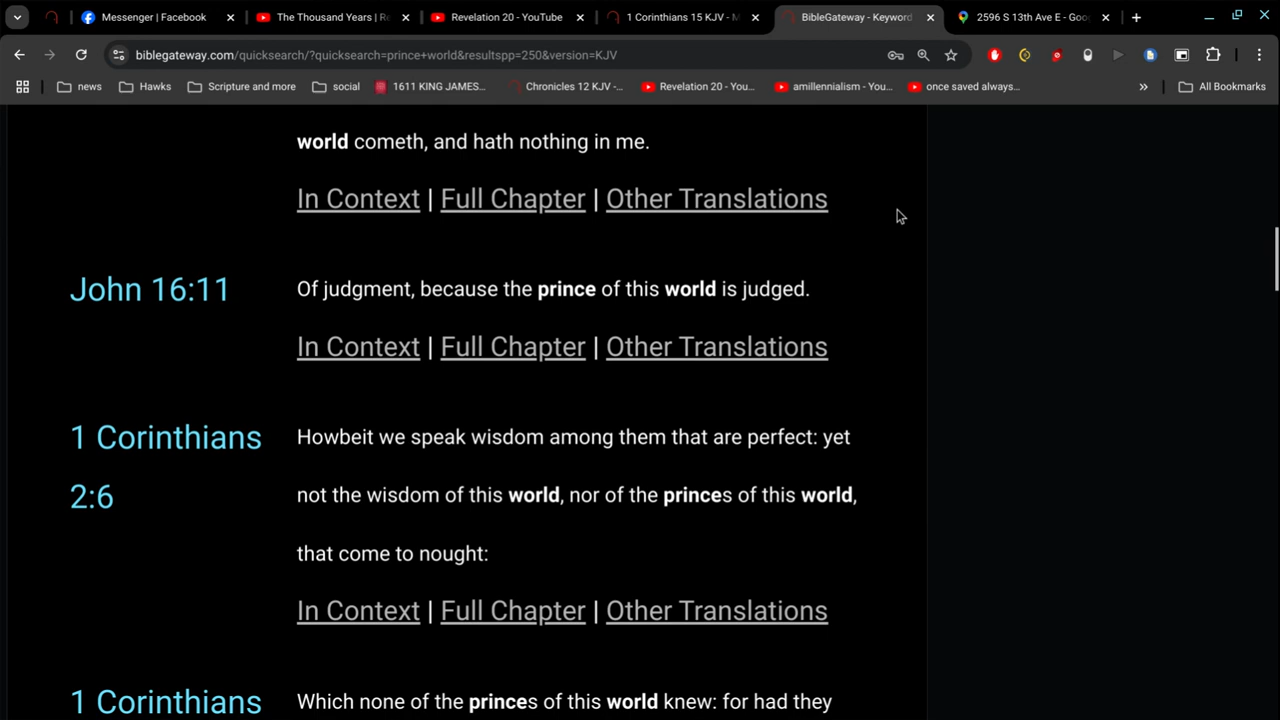 Messenger | Facebook
The Thousand Years | Re
Revelation 20 - YouTube
1 Corinthians 15 KJV - M
BibleGateway - Keyword
2596 S 13th Ave E - Goo
biblegateway.com/quicksearch/?quicksearch=prince+world&resultspp=250&version=KJV
news
Hawks
Scripture and more
social
1611 KING JAMES...
Chronicles 12 KJV -...
Revelation 20 - You...
amillennialism - You...
once saved always...
All Bookmarks
world cometh, and hath nothing in me.
In Context | Full Chapter | Other Translations
John 16:11
Of judgment, because the prince of this world is judged.
In Context | Full Chapter | Other Translations
1 Corinthians
2:6
Howbeit we speak wisdom among them that are perfect: yet
not the wisdom of this world, nor of the princes of this world,
that come to nought:
In Context | Full Chapter | Other Translations
1 Corinthians
Which none of the princes of this world knew: for had they